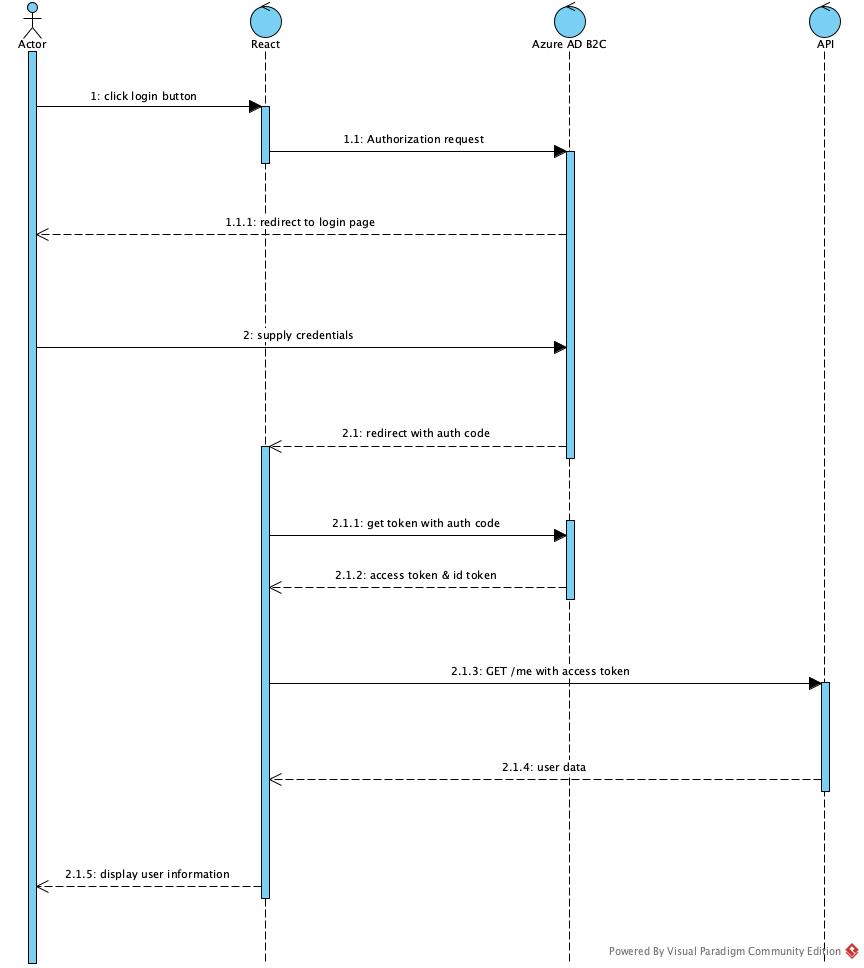 Actor
React
Azure AD B2C
API
1: click login button
1.1: Authorization request
1.1.1: redirect to login page
2: supply credentials
2.1: redirect with auth code
2.1.1: get token with auth code
2.1.2: access token & id token
2.1.3: GET /me with access token
2.1.4: user data
2.1.5: display user information
Powered By Visual Paradigm Community Edition